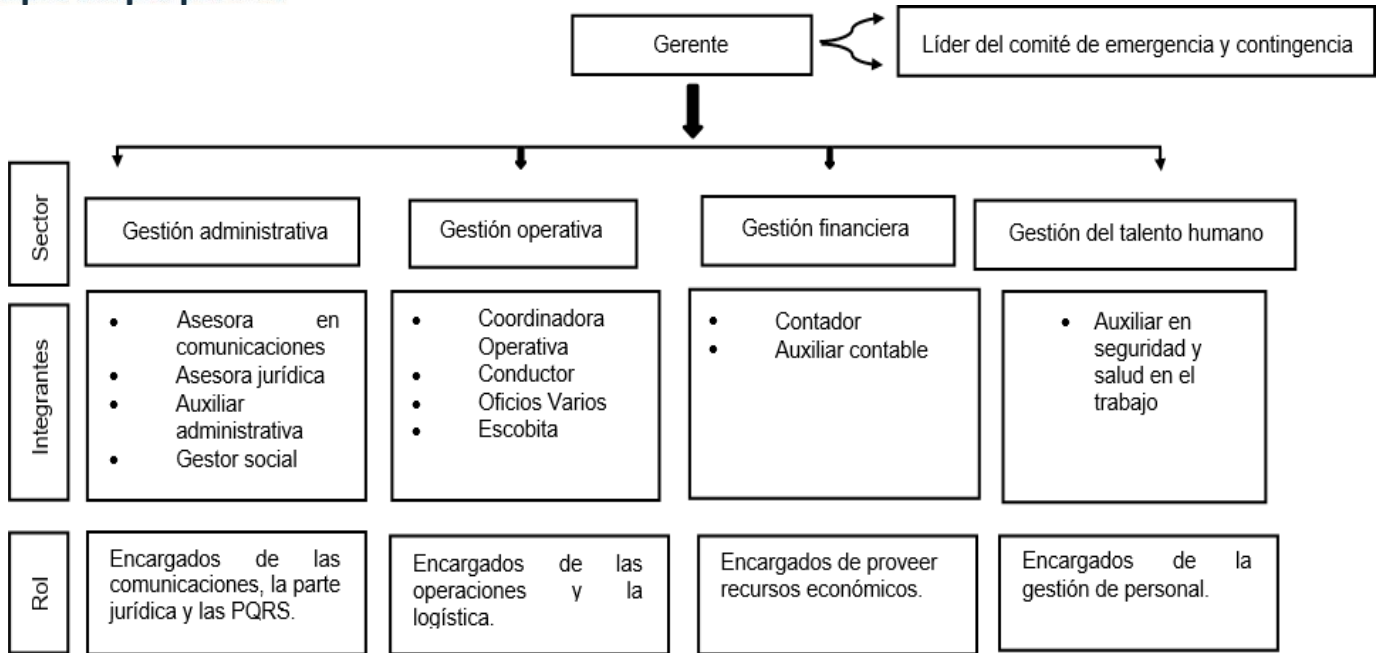 Gerente
Líder del comité de emergencia y contingencia
Sector
Gestión administrativa
Gestión operativa
Gestión financiera
Gestión del talento humano
Integrantes
• Asesora en
comunicaciones
• Asesora jurídica
• Auxiliar
administrativa
• Gestor social
• Coordinadora
Operativa
• Conductor
• Oficios Varios
• Escobita
• Contador
• Auxiliar contable
• Auxiliar en
seguridad y
salud en el
trabajo
Rol
Encargados de las
comunicaciones, la parte
jurídica y las PQRS.
Encargados de las
operaciones y la
logística.
Encargados de proveer
recursos económicos.
Encargados de la
gestión de personal.